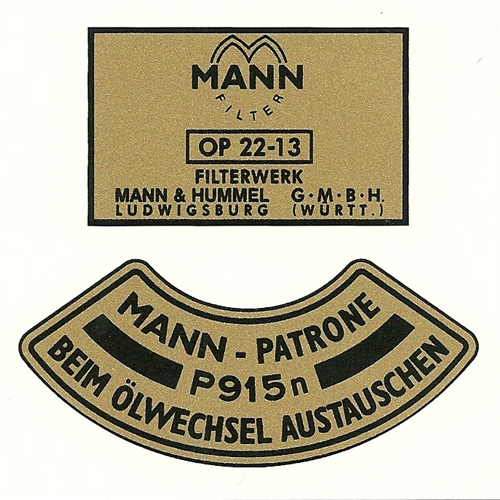 MANN
FILTER
OP 22-13
FILTERWERK
MANN & HUMMEL G·M·B·H.
LUDWIGSBURG (WÜRTT.)
MANN - PATRONE
P915n
BEIM ÖLWECHSEL AUSTAUSCHEN